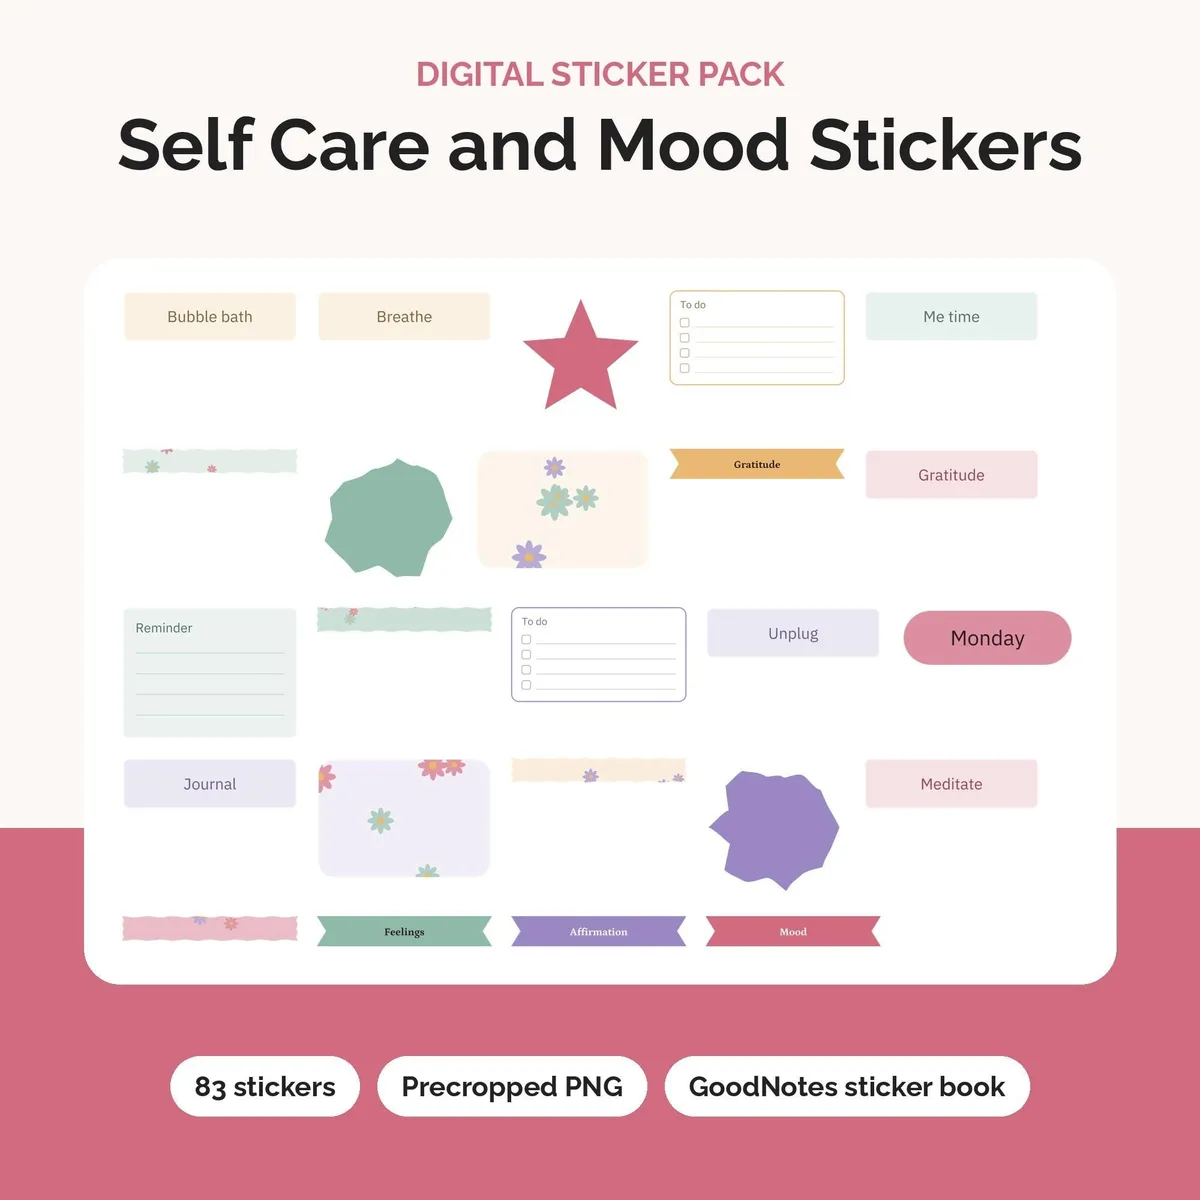 DIGITAL STICKER PACK
Self Care and Mood Stickers
Bubble bath
Breathe
To do
Me time
Gratitude
Gratitude
Reminder
To do
Unplug
Monday
Journal
Meditate
Feelings
Affirmation
Mood
83 stickers
Precropped PNG
GoodNotes sticker book